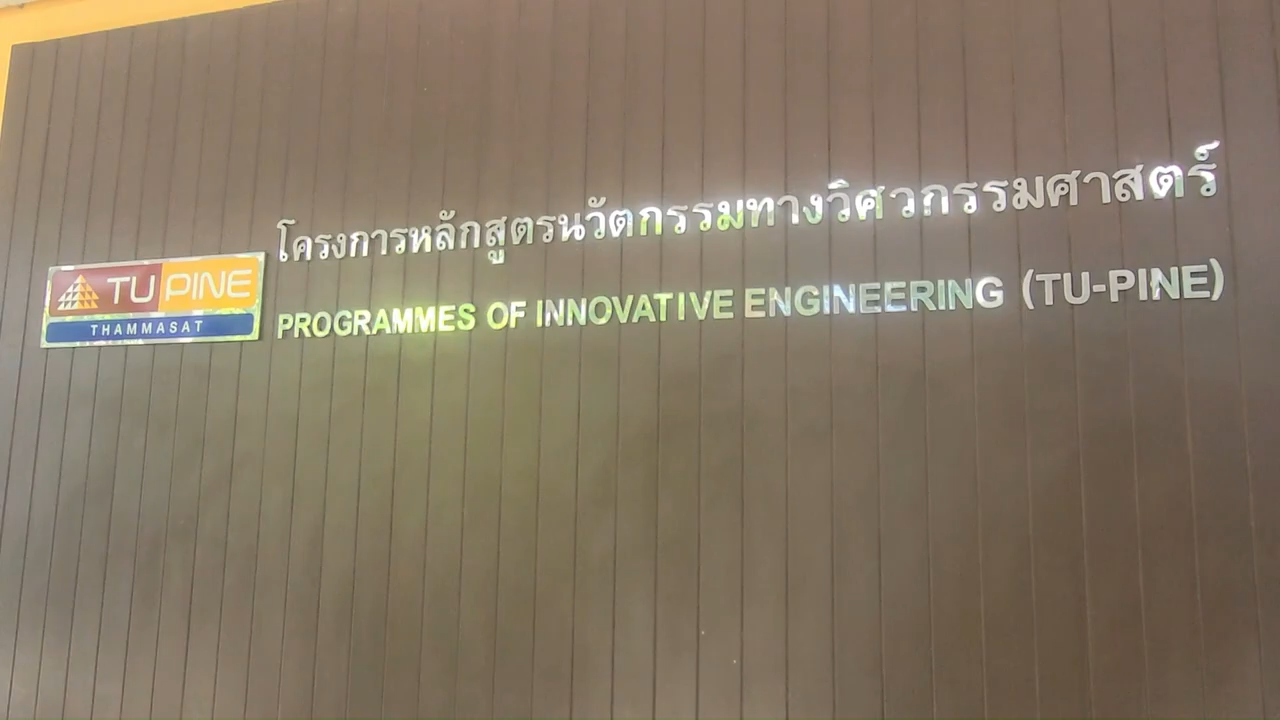 โครงการหลักสูตรนวัตกรรมทางวิศวกรรมศาสตร์
TU PINE
THAMMASAT
PROGRAMMES OF INNOVATIVE ENGINEERING (TU-PINE)